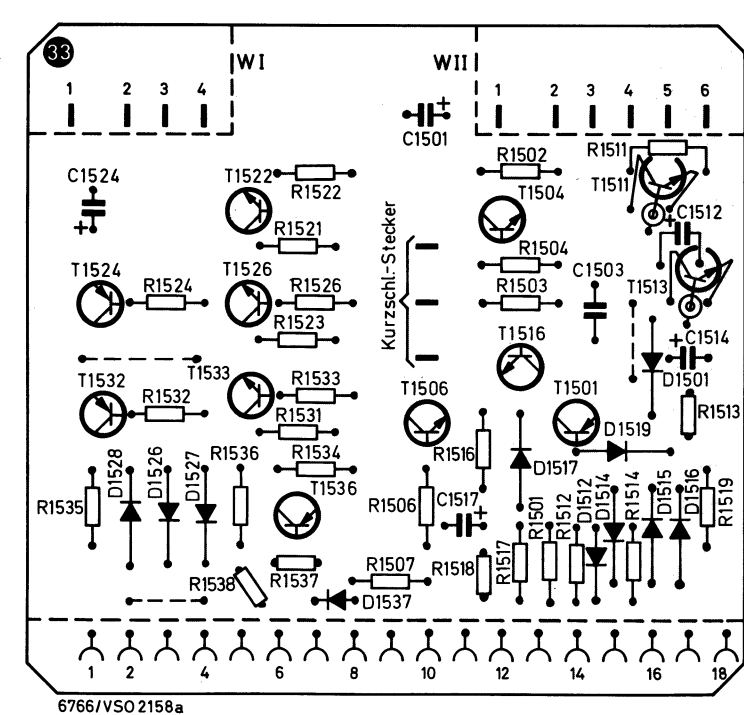 33
WI
WII
1 2 3 4
1 2 3 4 5 6
C1501
R1511
C1524
T1522
R1522
R1502
T1504
T1511
C1512
R1521
Kurzschl.-Stecker
R1504
T1524
R1524
T1526
R1526
R1503
C1503
T1513
R1523
T1516
C1514
T1533
D1501
T1532
R1532
R1533
T1506
T1501
R1513
R1531
D1519
R1534
R1516
D1517
R1535
D1528
D1526
D1527
R1536
T1536
R1506
C1517
R1501
R1512
D1512
D1514
R1514
D1515
D1516
R1519
R1538
R1537
R1507
D1537
R1518
R1517
1 2 4 6 8 10 12 14 16 18
6766/VSO 2158a